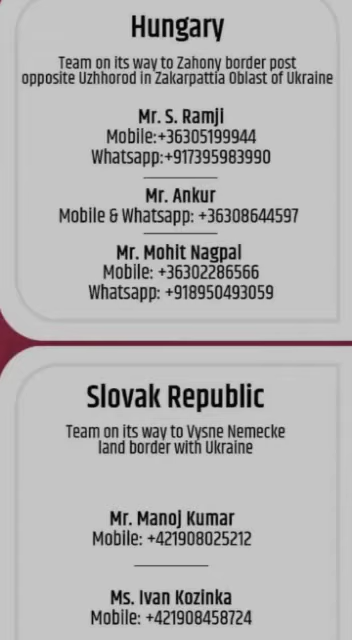 Hungary
Team on its way to Zahony border post
opposite Uzhhorod in Zakarpattia Oblast of Ukraine
Mr. S. Ramji
Mobile:+36305199944
Whatsapp:+917395983990
Mr. Ankur
Mobile & Whatsapp: +36308644597
Mr. Mohit Nagpal
Mobile: +36302286566
Whatsapp: +918950493059
Slovak Republic
Team on its way to Vysne Nemecke
land border with Ukraine
Mr. Manoj Kumar
Mobile: +421908025212
Ms. Ivan Kozinka
Mobile: +421908458724